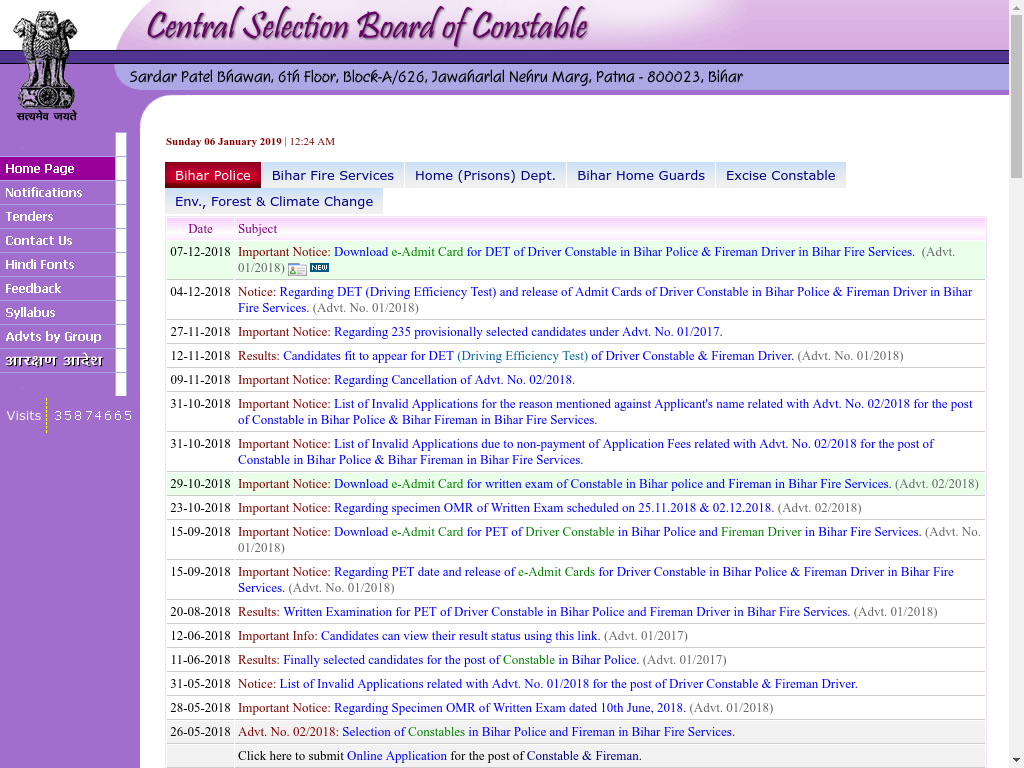 Central Selection Board of Constable
Sardar Patel Bhawan, 6th Floor, Block-A/626, Jawaharlal Nehru Marg, Patna - 800023, Bihar
सत्यमेव जयते
Home Page
Notifications
Tenders
Contact Us
Hindi Fonts
Feedback
Syllabus
Advts by Group
आरक्षण आदेश
Visits 35874665
Sunday 06 January 2019 | 12:24 AM
Bihar Police Bihar Fire Services Home (Prisons) Dept. Bihar Home Guards Excise Constable
Env., Forest & Climate Change
Date Subject
07-12-2018 Important Notice: Download e-Admit Card for DET of Driver Constable in Bihar Police & Fireman Driver in Bihar Fire Services. (Advt.
01/2018) NEW
04-12-2018 Notice: Regarding DET (Driving Efficiency Test) and release of Admit Cards of Driver Constable in Bihar Police & Fireman Driver in Bihar
Fire Services. (Advt. No. 01/2018)
27-11-2018 Important Notice: Regarding 235 provisionally selected candidates under Advt. No. 01/2017.
12-11-2018 Results: Candidates fit to appear for DET (Driving Efficiency Test) of Driver Constable & Fireman Driver. (Advt. No. 01/2018)
09-11-2018 Important Notice: Regarding Cancellation of Advt. No. 02/2018.
31-10-2018 Important Notice: List of Invalid Applications for the reason mentioned against Applicant's name related with Advt. No. 02/2018 for the post
of Constable in Bihar Police & Bihar Fireman in Bihar Fire Services.
31-10-2018 Important Notice: List of Invalid Applications due to non-payment of Application Fees related with Advt. No. 02/2018 for the post of
Constable in Bihar Police & Bihar Fireman in Bihar Fire Services.
29-10-2018 Important Notice: Download e-Admit Card for written exam of Constable in Bihar police and Fireman in Bihar Fire Services. (Advt. 02/2018)
23-10-2018 Important Notice: Regarding specimen OMR of Written Exam scheduled on 25.11.2018 & 02.12.2018. (Advt. 02/2018)
15-09-2018 Important Notice: Download e-Admit Card for PET of Driver Constable in Bihar Police and Fireman Driver in Bihar Fire Services. (Advt. No.
01/2018)
15-09-2018 Important Notice: Regarding PET date and release of e-Admit Cards for Driver Constable in Bihar Police & Fireman Driver in Bihar Fire
Services. (Advt. No. 01/2018)
20-08-2018 Results: Written Examination for PET of Driver Constable in Bihar Police and Fireman Driver in Bihar Fire Services. (Advt. 01/2018)
12-06-2018 Important Info: Candidates can view their result status using this link. (Advt. 01/2017)
11-06-2018 Results: Finally selected candidates for the post of Constable in Bihar Police. (Advt. 01/2017)
31-05-2018 Notice: List of Invalid Applications related with Advt. No. 01/2018 for the post of Driver Constable & Fireman Driver.
28-05-2018 Important Notice: Regarding Specimen OMR of Written Exam dated 10th June, 2018. (Advt. 01/2018)
26-05-2018 Advt. No. 02/2018: Selection of Constables in Bihar Police and Fireman in Bihar Fire Services.
Click here to submit Online Application for the post of Constable & Fireman.